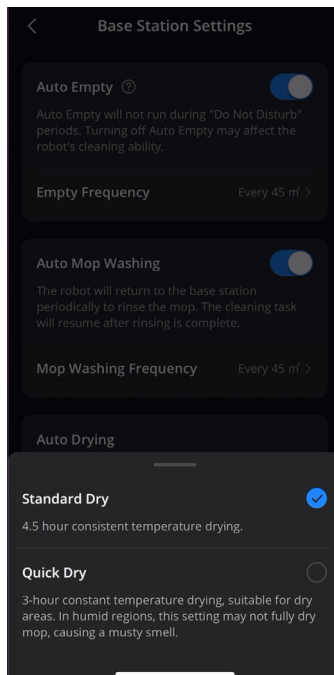 Base Station Settings
Auto Empty
Auto Empty will not run during "Do Not Disturb"
periods. Turning off Auto Empty may affect the
robot's cleaning ability.
Empty Frequency Every 45 ㎡
Auto Mop Washing
The robot will return to the base station
periodically to rinse the mop. The cleaning task
will resume after rinsing is complete.
Mop Washing Frequency Every 45 ㎡
Auto Drying
Standard Dry
4.5 hour consistent temperature drying.
Quick Dry
3-hour constant temperature drying, suitable for dry
areas. In humid regions, this setting may not fully dry
mop, causing a musty smell.